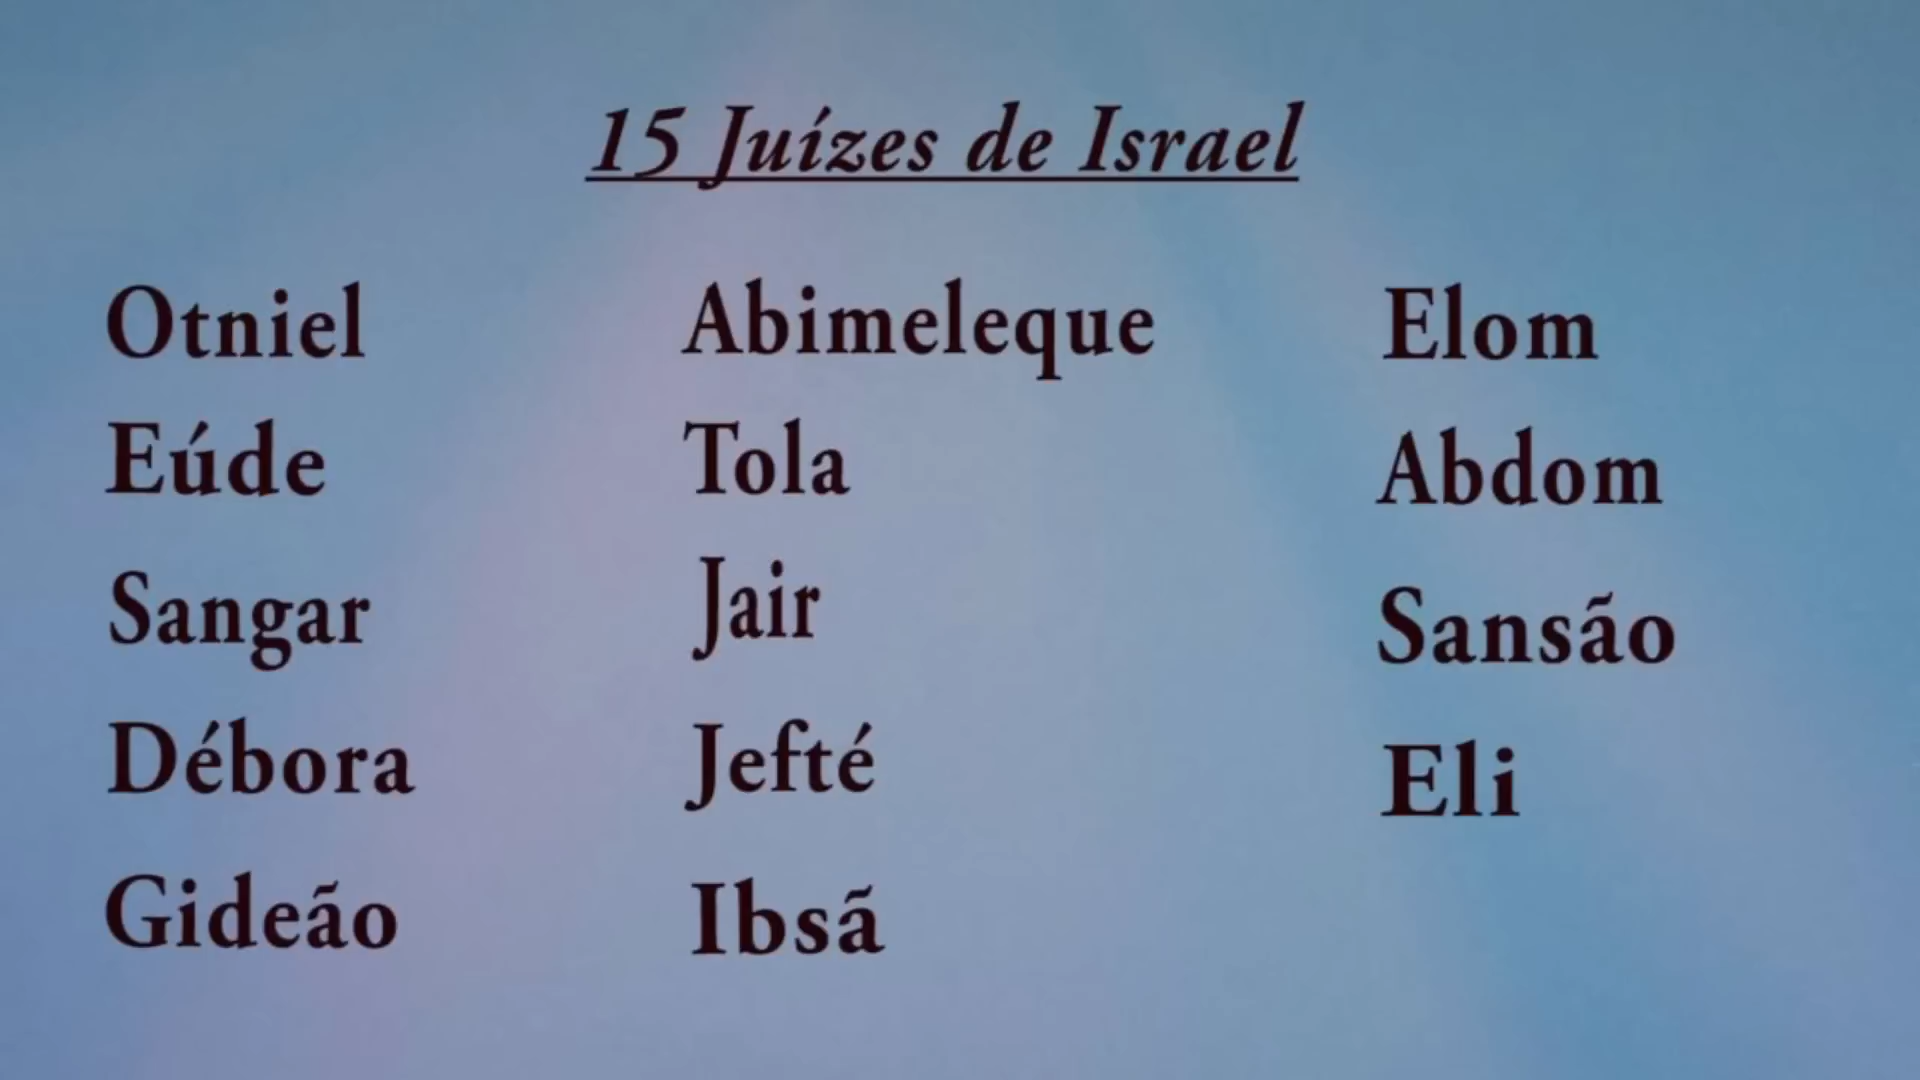 15 Juízes de Israel
Otniel
Eúde
Sangar
Débora
Gideão
Abimeleque
Tola
Jair
Jefté
Ibsã
Elom
Abdom
Sansão
Eli